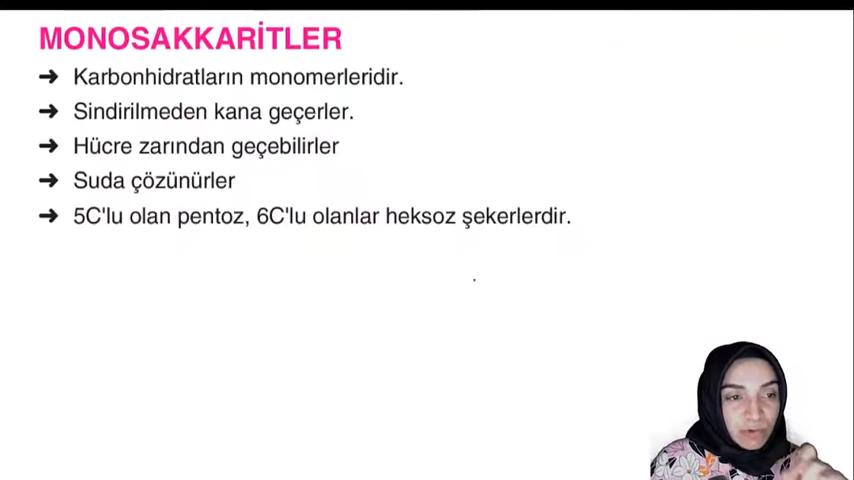 MONOSAKKARİTLER
➔ Karbonhidratların monomerleridir.
➔ Sindirilmeden kana geçerler.
➔ Hücre zarından geçebilirler
➔ Suda çözünürler
➔ 5C'lu olan pentoz, 6C'lu olanlar heksoz şekerlerdir.